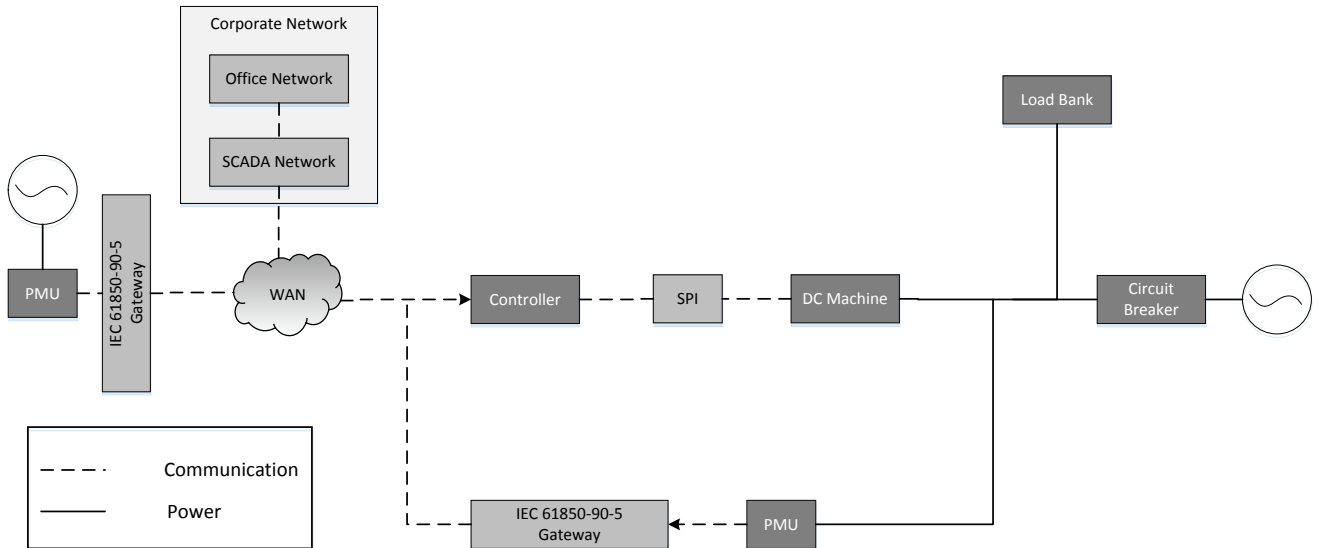 Corporate Network
Office Network
SCADA Network
Load Bank
PMU
IEC 61850-90-5
Gateway
WAN
Controller
SPI
DC Machine
Circuit
Breaker
Communication
Power
IEC 61850-90-5
Gateway
PMU